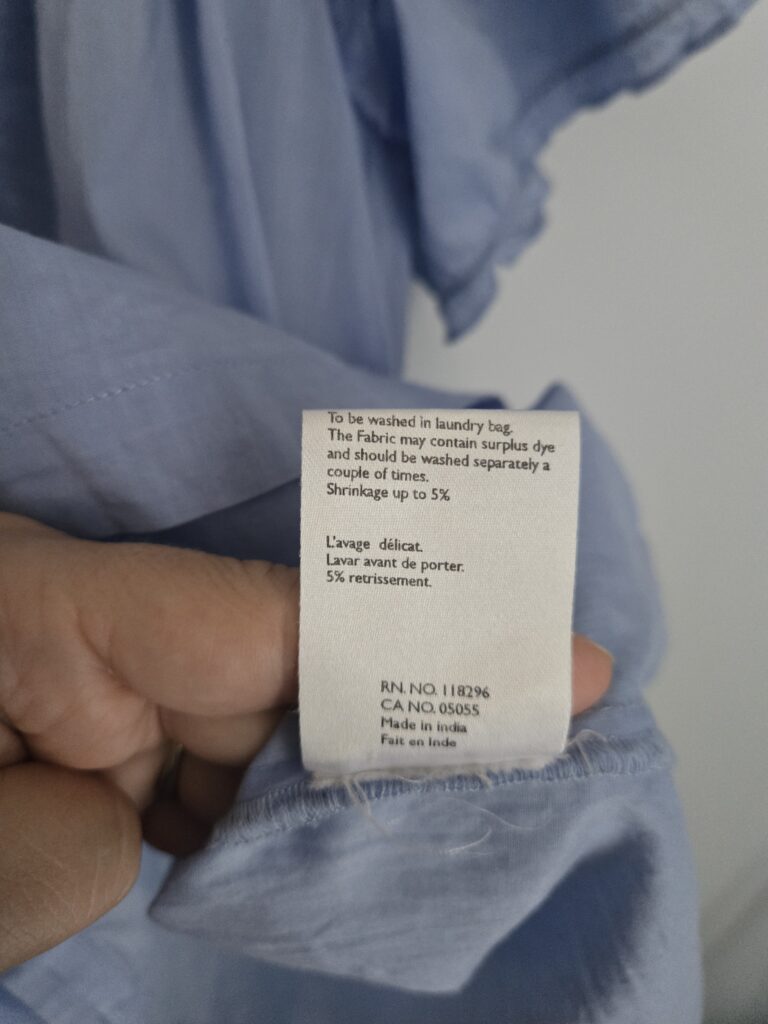 To be washed in laundry bag.
The Fabric may contain surplus dye
and should be washed separately a
couple of times.
Shrinkage up to 5%
L'avage délicat.
Lavar avant de porter.
5% retrissement.
RN. NO. 118296
CA NO. 05055
Made in india
Fait en Inde